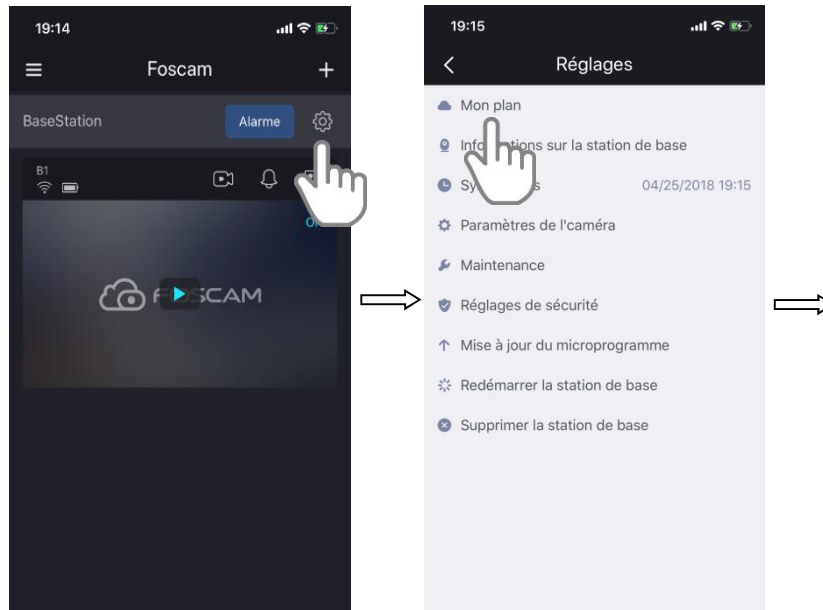 19:14
Foscam
BaseStation
Alarme
B1
FOSCAM
19:15
Réglages
Mon plan
sur la station de base
04/25/2018 19:15
Paramètres de l'caméra
Maintenance
Réglages de sécurité
Mise à jour du microprogramme
Redémarrer la station de base
Supprimer la station de base